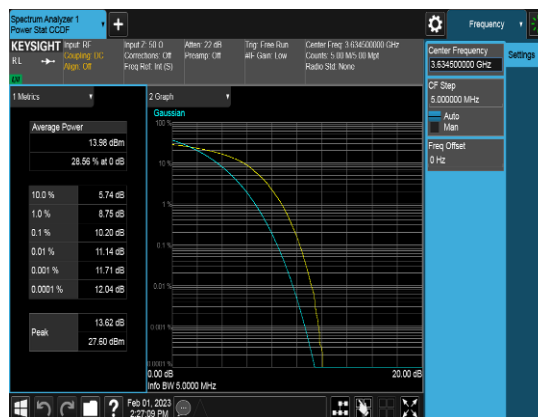 Spectrum Analyzer 1
Power Stat CCDF
+
Frequency
KEYSIGHT
RL
Input: RF
Coupling: DC
Align: Off
Input Z: 50 Ω
Corrections: Off
Freq Ref: Int (S)
Atten: 22 dB
Preamp: Off
Trig: Free Run
#IF Gain: Low
Center Freq: 3.634500000 GHz
Counts: 5.00 M/5.00 Mpt
Radio Std: None
Center Frequency
3.634500000 GHz
Settings
CF Step
5.000000 MHz
Auto
Man
Freq Offset
0 Hz
1 Metrics
Average Power
13.98 dBm
28.56 % at 0 dB
10.0 % 5.74 dB
1.0 % 8.75 dB
0.1 % 10.20 dB
0.01 % 11.14 dB
0.001 % 11.71 dB
0.0001 % 12.04 dB
Peak
13.62 dB
27.60 dBm
2 Graph
Gaussian
100 %
10 %
1 %
0.1 %
0.01 %
0.001 %
0.0001 %
0.00 dB 20.00 dB
Info BW 5.0000 MHz
?
Feb 01, 2023
2:27:09 PM